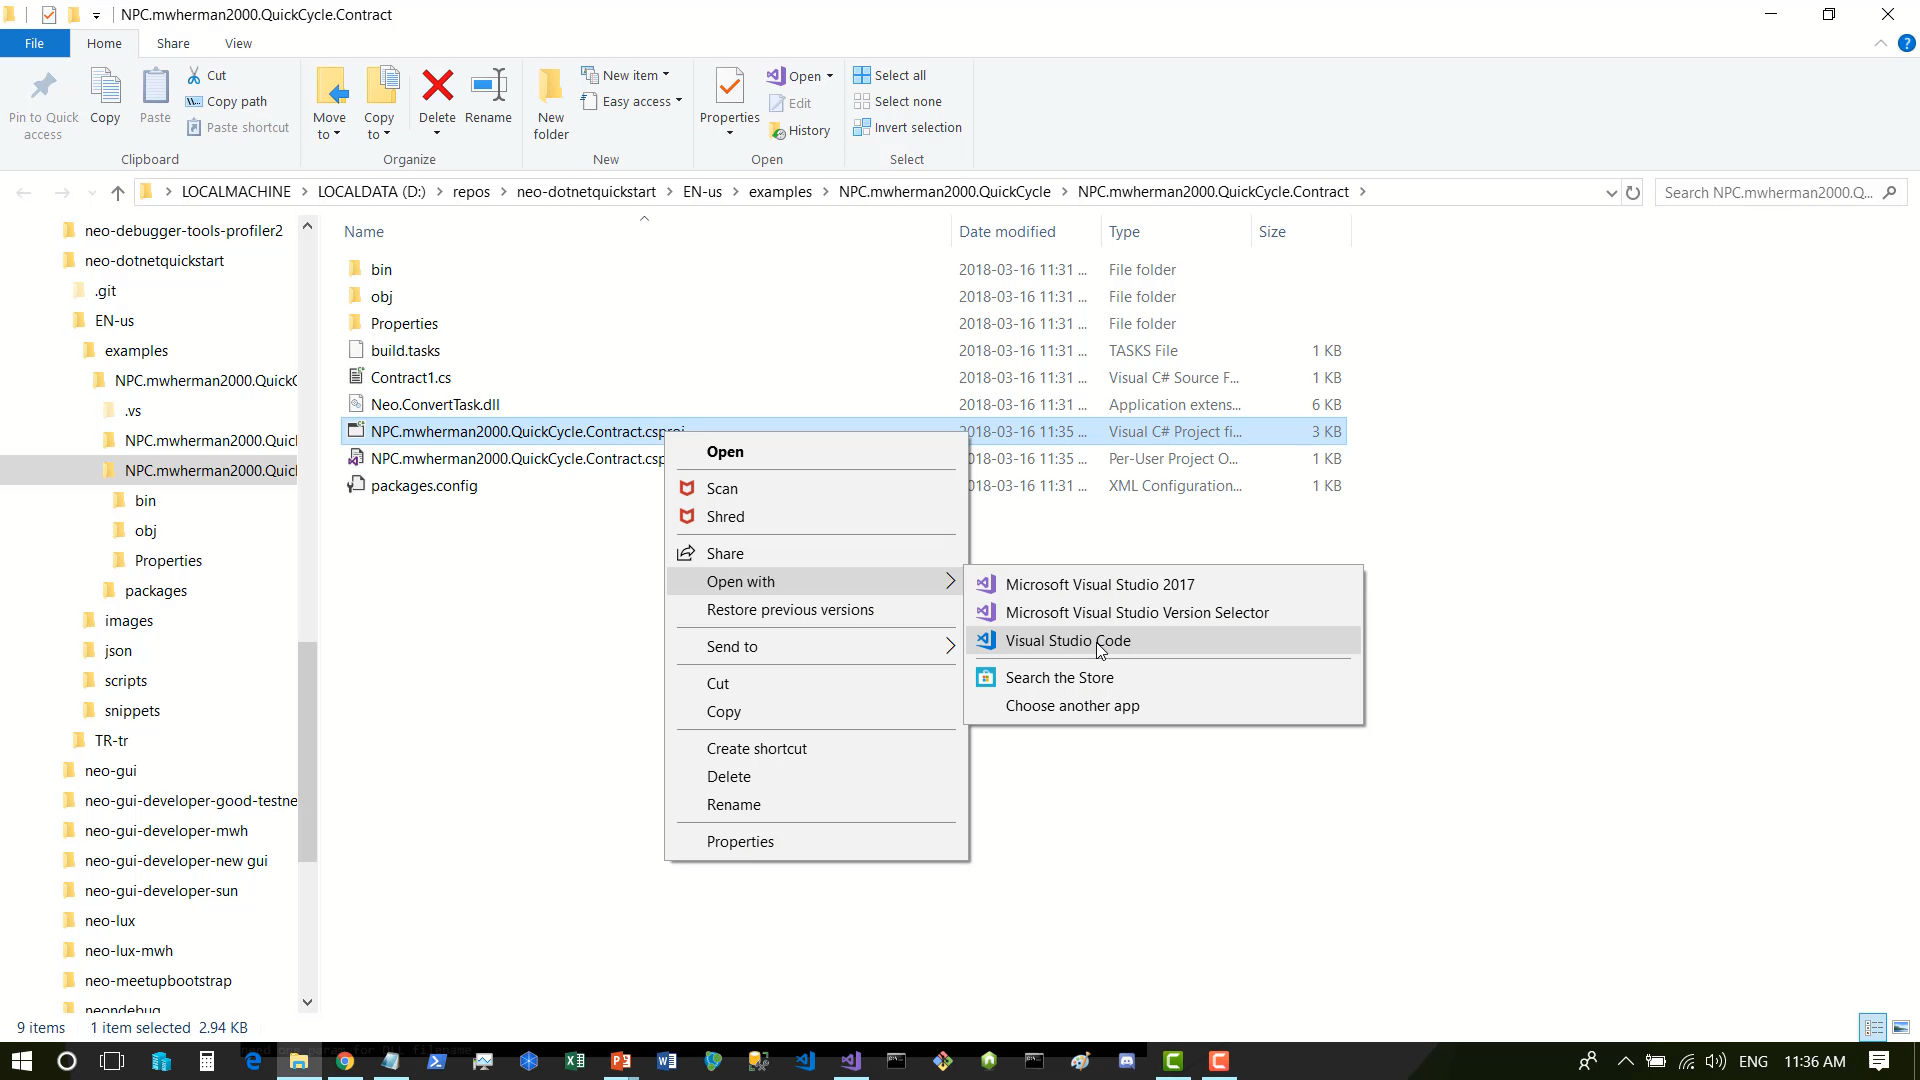 NPC.mwherman2000.QuickCycle.Contract
File Home Share View
Pin to Quick access
Copy
Paste
Cut
Copy path
Paste shortcut
Clipboard
Move to
Copy to
Delete
Rename
Organize
New folder
New item
Easy access
New
Properties
Open
Edit
History
Open
Select all
Select none
Invert selection
Select
LOCALMACHINE > LOCALDATA (D:) > repos > neo-dotnetquickstart > EN-us > examples > NPC.mwherman2000.QuickCycle > NPC.mwherman2000.QuickCycle.Contract >
Search NPC.mwherman2000.Q...
neo-debugger-tools-profiler2
neo-dotnetquickstart
.git
EN-us
examples
NPC.mwherman2000.QuickC
.vs
NPC.mwherman2000.Quicl
NPC.mwherman2000.Quicl
bin
obj
Properties
packages
images
json
scripts
snippets
TR-tr
neo-gui
neo-gui-developer-good-testne
neo-gui-developer-mwh
neo-gui-developer-new gui
neo-gui-developer-sun
neo-lux
neo-lux-mwh
neo-meetupbootstrap
neondebug
Name Date modified Type Size
bin 2018-03-16 11:31 ... File folder
obj 2018-03-16 11:31 ... File folder
Properties 2018-03-16 11:31 ... File folder
build.tasks 2018-03-16 11:31 ... TASKS File 1 KB
Contract1.cs 2018-03-16 11:31 ... Visual C# Source F... 1 KB
Neo.ConvertTask.dll 2018-03-16 11:31 ... Application extens... 6 KB
NPC.mwherman2000.QuickCycle.Contract.csproj 2018-03-16 11:35 ... Visual C# Project fi... 3 KB
NPC.mwherman2000.QuickCycle.Contract.csp 018-03-16 11:35 ... Per-User Project O... 1 KB
packages.config 018-03-16 11:31 ... XML Configuration... 1 KB
Open
Scan
Shred
Share
Open with
Restore previous versions
Send to
Cut
Copy
Create shortcut
Delete
Rename
Properties
Microsoft Visual Studio 2017
Microsoft Visual Studio Version Selector
Visual Studio Code
Search the Store
Choose another app
9 items 1 item selected 2.94 KB
ENG 11:36 AM